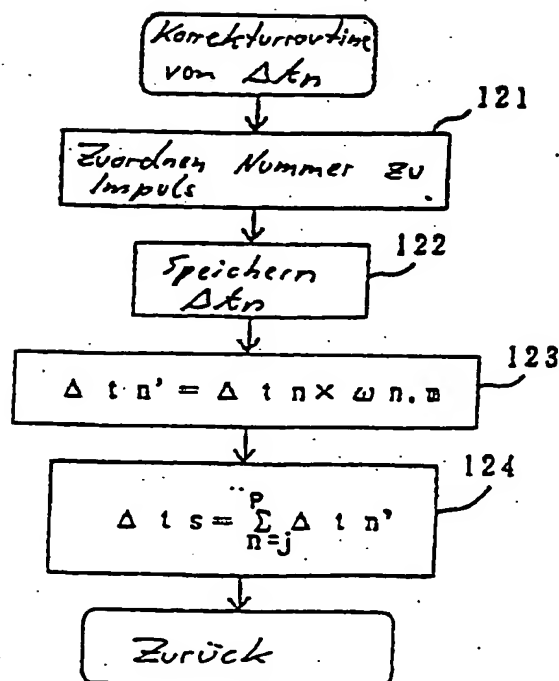 Korrekturroutine
von Δtn
121
Zuordnen Nummer zu
Impuls
122
Speichern
Δtn
123
Δ t n' = Δ t n × ω n. m
124
Δ t s = Σ Δ t n'
p
n=j
Zurück